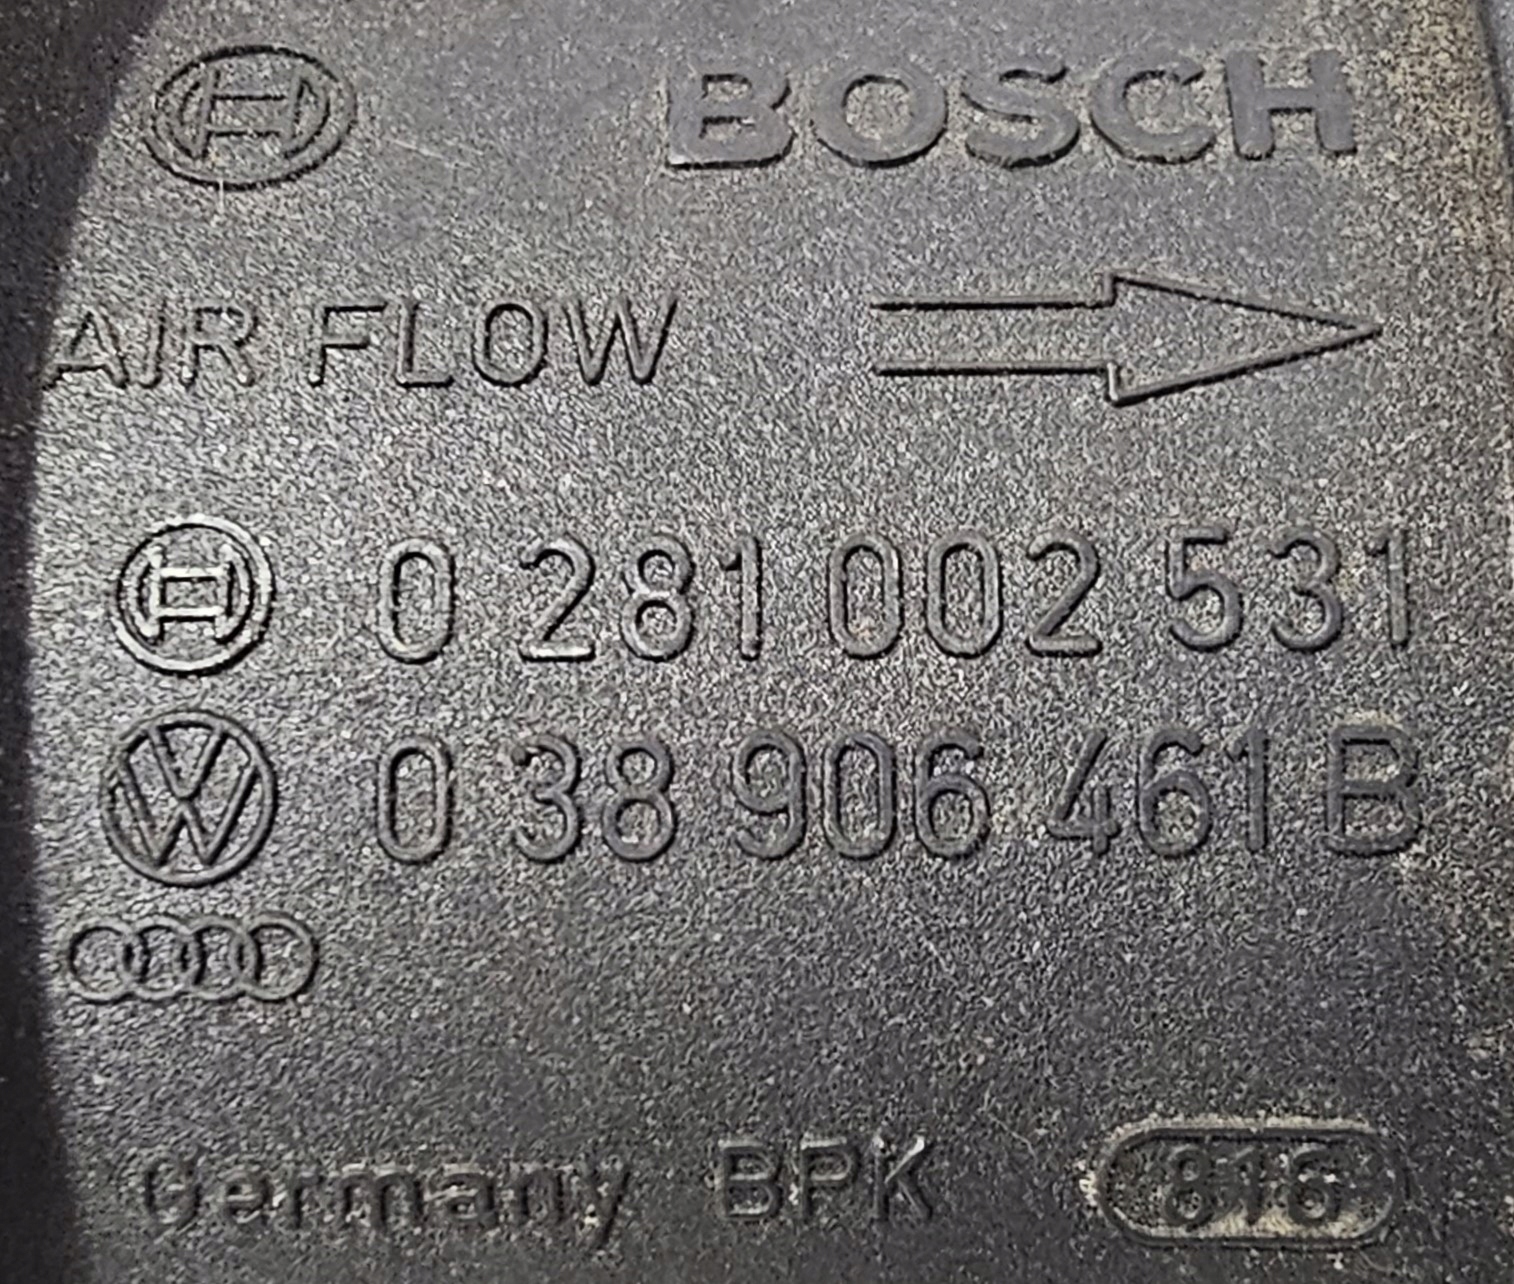 BOSCH
AIR FLOW
0 281 002 531
0 38 906 461 B
Germany BPK 816